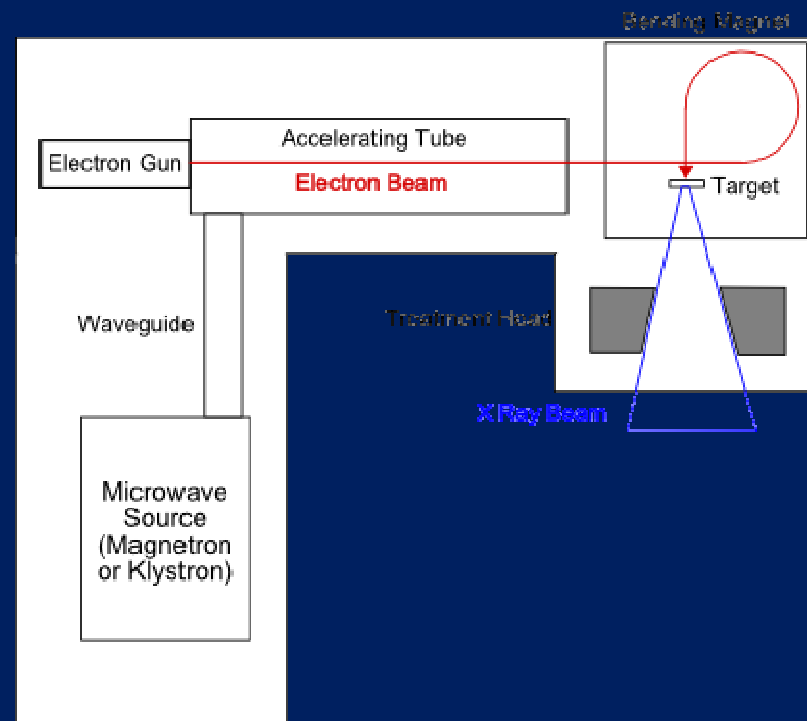 Bending Magnet
Accelerating Tube
Electron Gun
Electron Beam
Target
Waveguide
Treatment Head
X Ray Beam
Microwave
Source
(Magnetron
or Klystron)